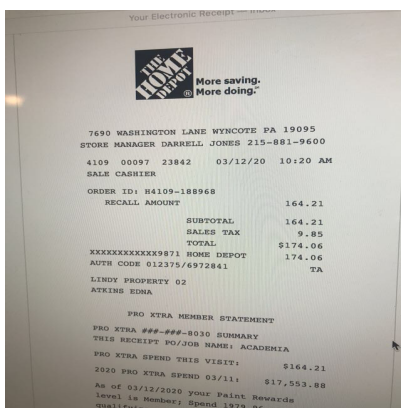 Your Electronic Receipt —
THE
HOME
DEPOT
®
More saving.
More doing.™
7690 WASHINGTON LANE WYNCOTE PA 19095
STORE MANAGER DARRELL JONES 215-881-9600
4109 00097 23842 03/12/20 10:20 AM
SALE CASHIER
ORDER ID: H4109-188968
RECALL AMOUNT 164.21
SUBTOTAL 164.21
SALES TAX 9.85
TOTAL $174.06
XXXXXXXXXXXX9871 HOME DEPOT 174.06
AUTH CODE 012375/6972841 TA
LINDY PROPERTY 02
ATKINS EDNA
PRO XTRA MEMBER STATEMENT
PRO XTRA ###-###-8030 SUMMARY
THIS RECEIPT PO/JOB NAME: ACADEMIA
PRO XTRA SPEND THIS VISIT: $164.21
2020 PRO XTRA SPEND 03/11: $17,553.88
As of 03/12/2020 your Paint Rewards
level is Member; Spend